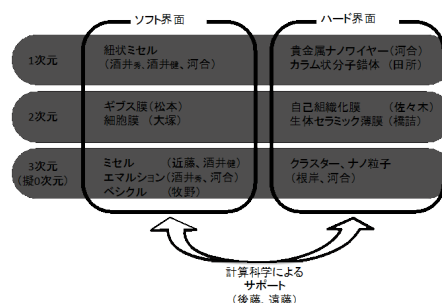 ソフト界面
ハード界面
1次元
紐状ミセル
(酒井秀、酒井健、河合)
貴金属ナノワイヤー(河合)
カラム状分子錯体 (田所)
2次元
ギブス膜(松本)
細胞膜 (大塚)
自己組織化膜 (佐々木)
生体セラミック薄膜(橋詰)
3次元
(擬0次元)
ミセル (近藤、酒井健)
エマルション(酒井秀、河合)
ベシクル (牧野)
クラスター、ナノ粒子
(根岸、河合)
計算科学による
サポート
(後藤、遠藤)